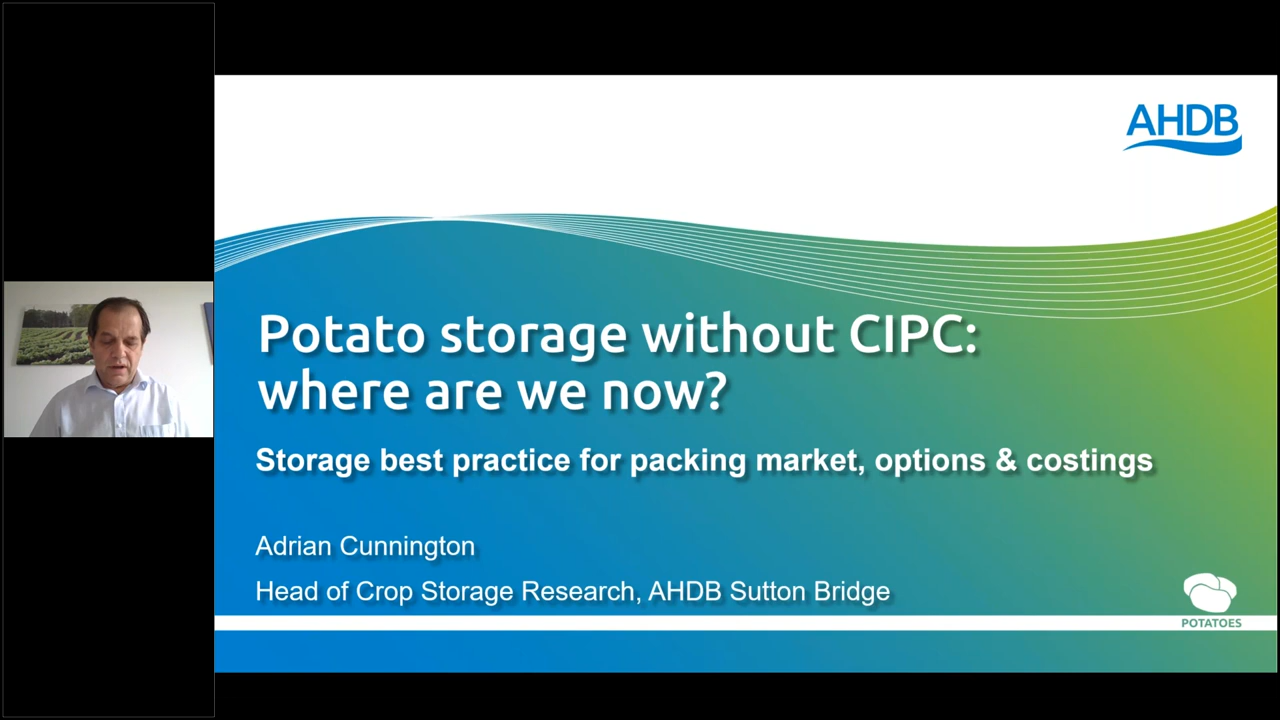 AHDB
Potato storage without CIPC:
where are we now?
Storage best practice for packing market, options & costings
Adrian Cunnington
Head of Crop Storage Research, AHDB Sutton Bridge
POTATOES